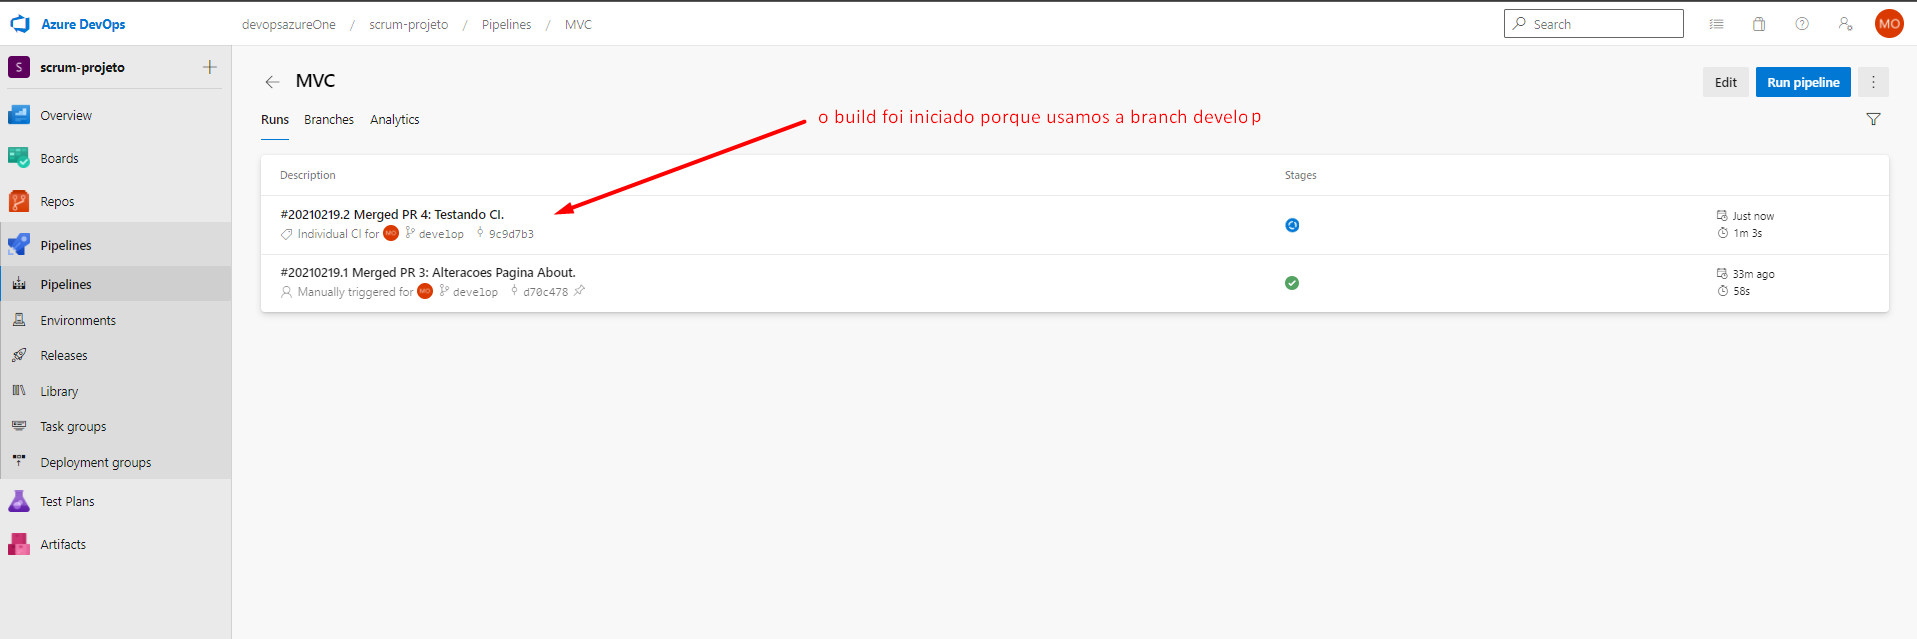 Azure DevOps
devopsazureOne / scrum-projeto / Pipelines / MVC
Search
MO
S scrum-projeto
Overview
Boards
Repos
Pipelines
Pipelines
Environments
Releases
Library
Task groups
Deployment groups
Test Plans
Artifacts
MVC
Edit
Run pipeline
Runs Branches Analytics
o build foi iniciado porque usamos a branch develop
Description Stages
#20210219.2 Merged PR 4: Testando CI.
Individual CI for MO develop 9c9d7b3
Just now
1m 3s
#20210219.1 Merged PR 3: Alteracoes Pagina About.
Manually triggered for MO develop d70c478
33m ago
58s